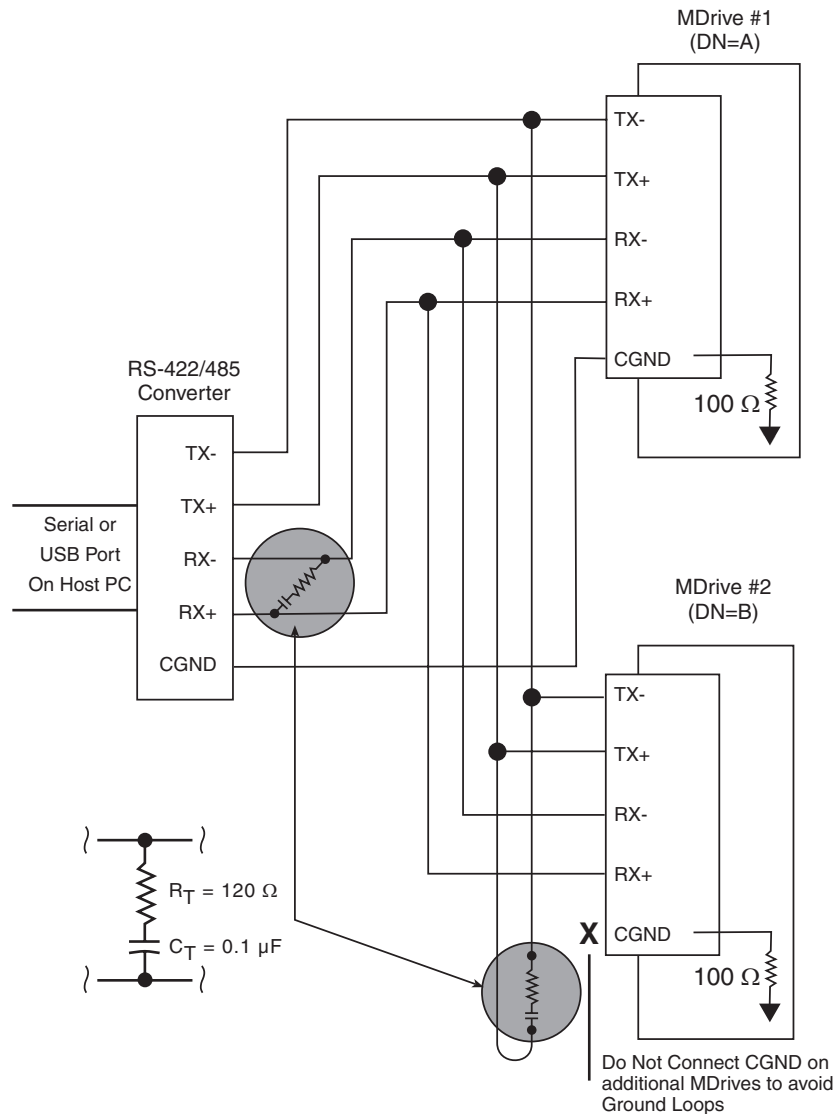 MDrive #1
(DN=A)
TX-
TX+
RX-
RX+
CGND
100 Ω
RS-422/485
Converter
TX-
TX+
RX-
RX+
CGND
Serial or
USB Port
On Host PC
MDrive #2
(DN=B)
TX-
TX+
RX-
RX+
X CGND
100 Ω
RT = 120 Ω
CT = 0.1 µF
Do Not Connect CGND on
additional MDrives to avoid
Ground Loops